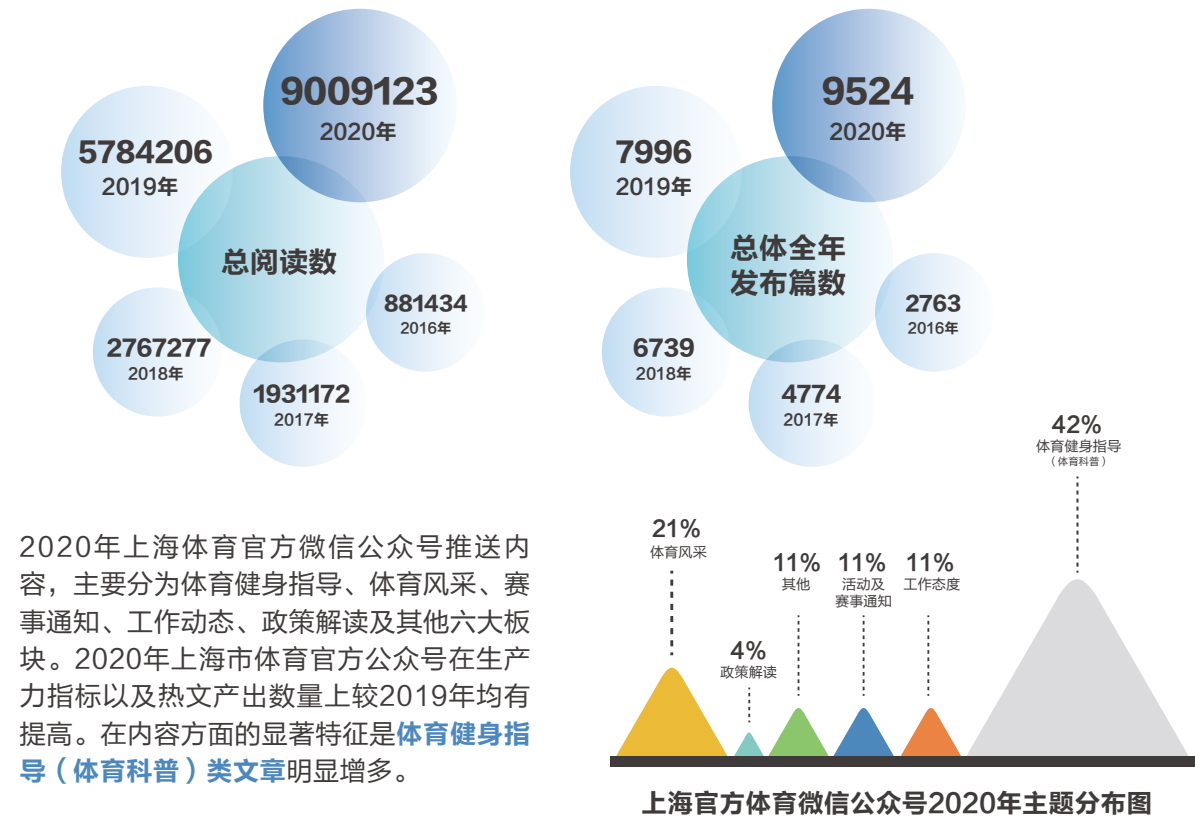 9009123
2020年
5784206
2019年
总阅读数
881434
2016年
2767277
2018年
1931172
2017年
9524
2020年
7996
2019年
总体全年
发布篇数
2763
2016年
6739
2018年
4774
2017年
2020年上海体育官方微信公众号推送内
容，主要分为体育健身指导、体育风采、赛
事通知、工作动态、政策解读及其他六大板
块。2020年上海市体育官方公众号在生产
力指标以及热文产出数量上较2019年均有
提高。在内容方面的显著特征是体育健身指
导（体育科普）类文章明显增多。
21%
体育风采
4%
政策解读
11%
其他
11%
活动及
赛事通知
11%
工作态度
42%
体育健身指导
（体育科普）
上海官方体育微信公众号2020年主题分布图